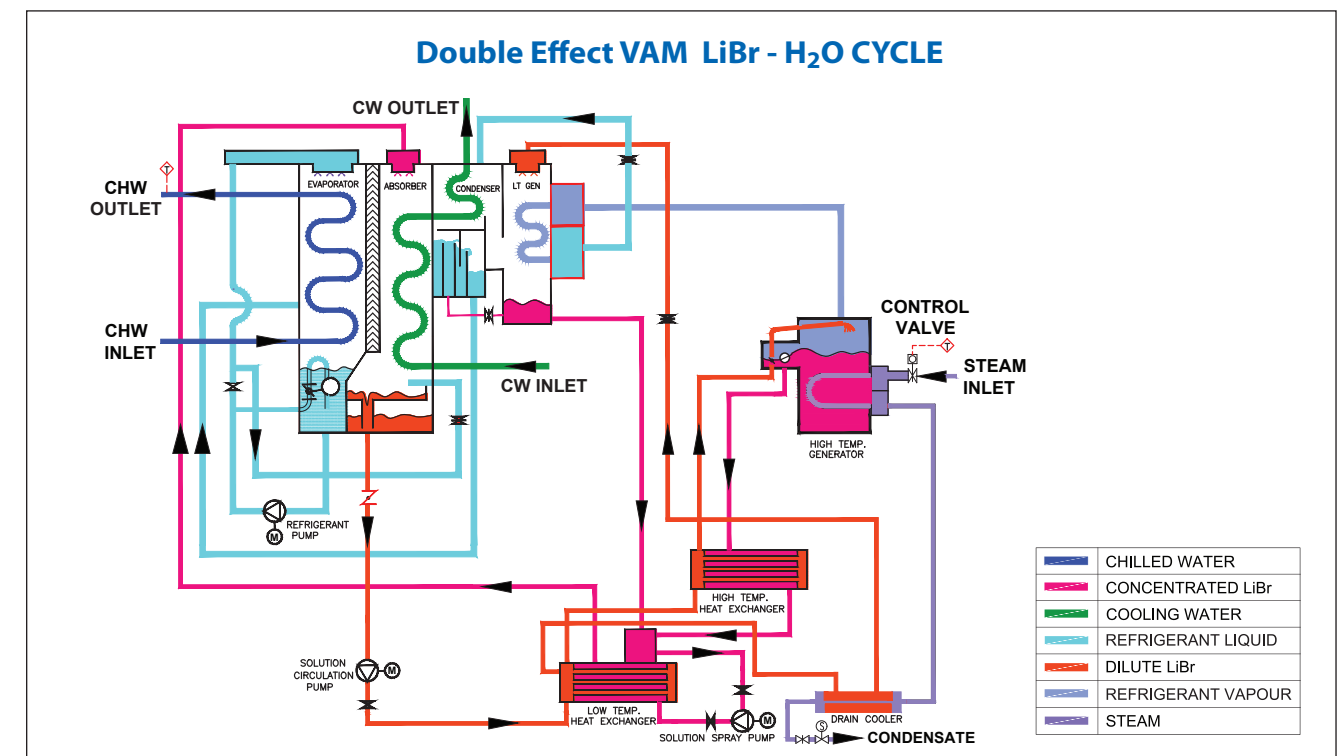 Double Effect VAM LiBr - H₂O CYCLE
CW OUTLET
T
CHW
OUTLET
EVAPORATOR
ABSORBER
CONDENSER
LT GEN
CHW
INLET
CW INLET
CONTROL
VALVE
T
STEAM
INLET
HIGH TEMP.
GENERATOR
REFRIGERANT
PUMP
M
HIGH TEMP.
HEAT EXCHANGER
SOLUTION
CIRCULATION
PUMP
M
LOW TEMP.
HEAT EXCHANGER
M
SOLUTION SPRAY PUMP
DRAIN COOLER
S
CONDENSATE
CHILLED WATER
CONCENTRATED LiBr
COOLING WATER
REFRIGERANT LIQUID
DILUTE LiBr
REFRIGERANT VAPOUR
STEAM